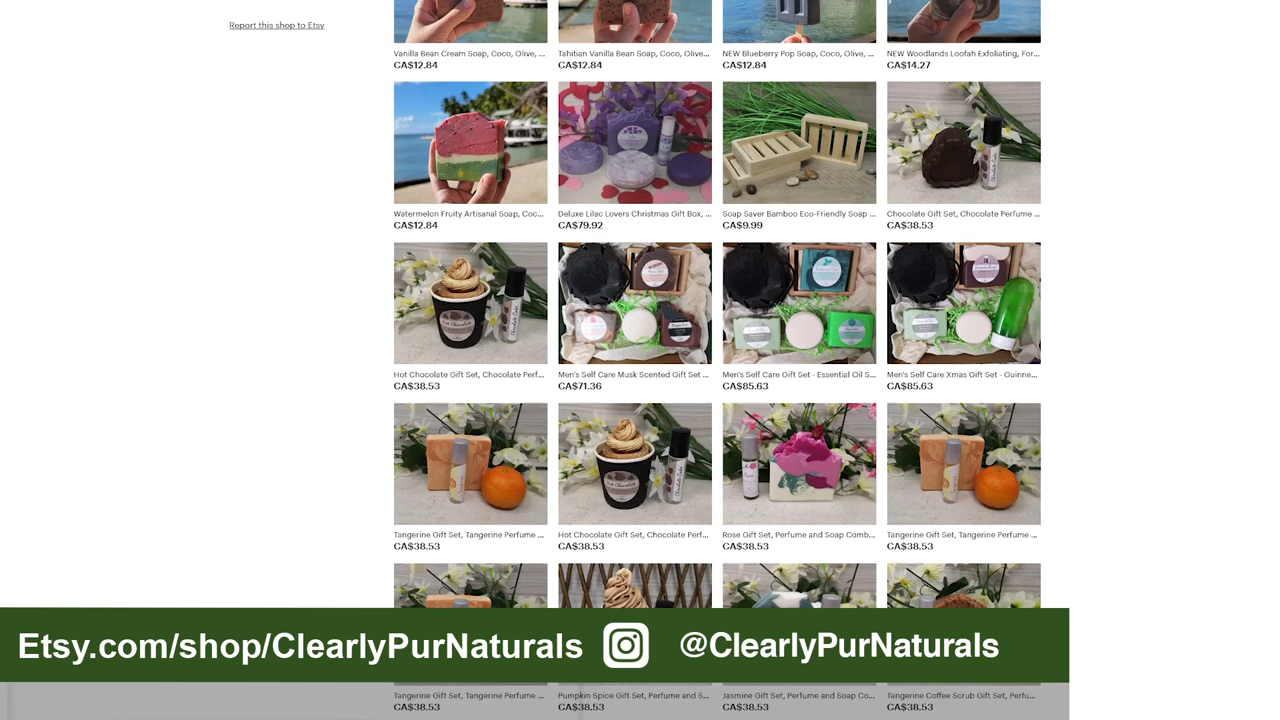 Report this shop to Etsy
Vanilla Bean Cream Soap, Coco, Olive, ...
Tahitian Vanilla Bean Soap, Coco, Olive...
NEW Blueberry Pop Soap, Coco, Olive, ...
NEW Woodlands Loofah Exfoliating, For...
CA$12.84
CA$12.84
CA$12.84
CA$14.27
Watermelon Fruity Artisanal Soap, Coc...
Deluxe Lilac Lovers Christmas Gift Box, ...
Soap Saver Bamboo Eco-Friendly Soap ...
Chocolate Gift Set, Chocolate Perfume ...
CA$12.84
CA$79.92
CA$9.99
CA$38.53
Hot Chocolate Gift Set, Chocolate Perf...
Men's Self Care Musk Scented Gift Set ...
Men's Self Care Gift Set - Essential Oil S...
Men's Self Care Xmas Gift Set - Guinne...
CA$38.53
CA$71.36
CA$85.63
CA$85.63
Tangerine Gift Set, Tangerine Perfume ...
Hot Chocolate Gift Set, Chocolate Perf...
Rose Gift Set, Perfume and Soap Comb...
Tangerine Gift Set, Tangerine Perfume ...
CA$38.53
CA$38.53
CA$38.53
CA$38.53
Etsy.com/shop/ClearlyPurNaturals
@ClearlyPurNaturals
Tangerine Gift Set, Tangerine Perfume ...
Pumpkin Spice Gift Set, Perfume and S...
Jasmine Gift Set, Perfume and Soap Co...
Tangerine Coffee Scrub Gift Set, Perfu...
CA$38.53
CA$38.53
CA$38.53
CA$38.53